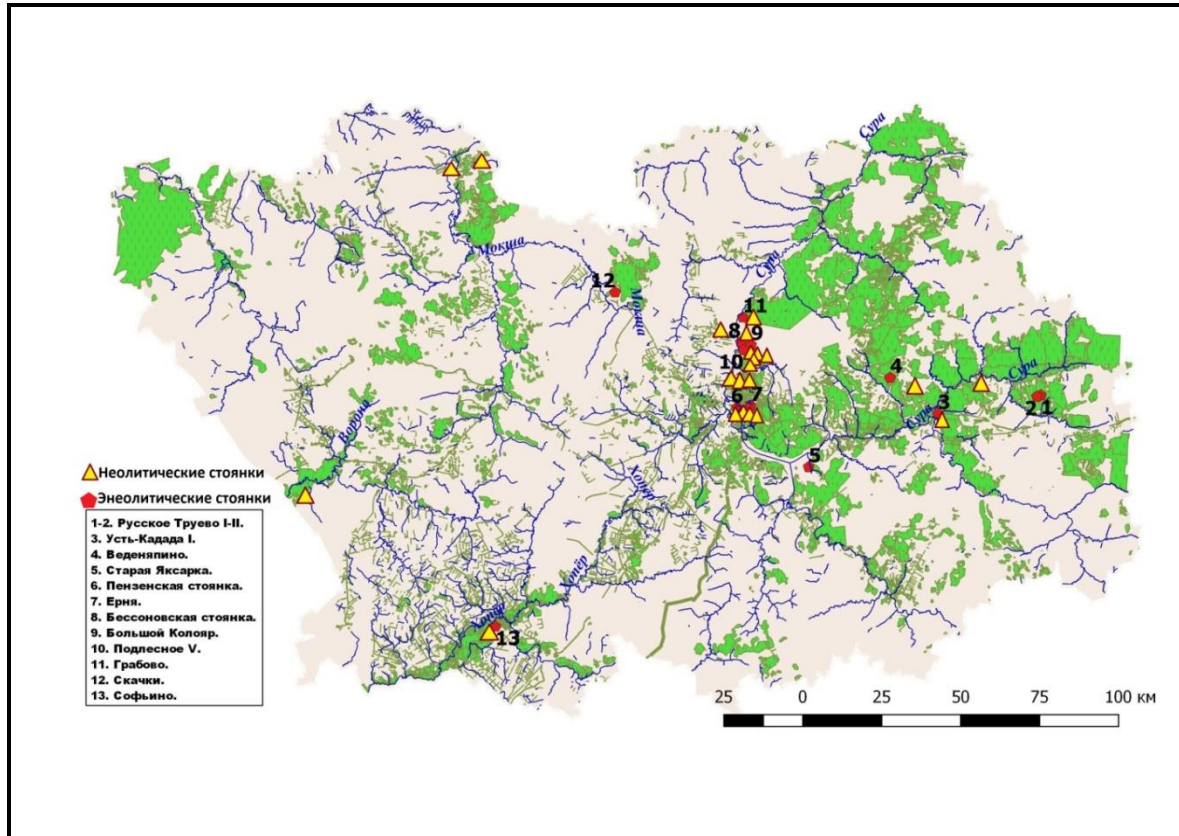 Сура
Мокша
Сура
12
Мокша
11
8
9
10
4
Сура
6
7
3
2
1
Сура
Ворона
5
Хопёр
Хопёр
Хопёр
13
Неолитические стоянки
Энеолитические стоянки
1-2. Русское Труево I-II.
3. Усть-Кадада I.
4. Веденяпино.
5. Старая Яксарка.
6. Пензенская стоянка.
7. Ерня.
8. Бессоновская стоянка.
9. Большой Колояр.
10. Подлесное V.
11. Грабово.
12. Скачки.
13. Софьино.
25 0 25 50 75 100 км